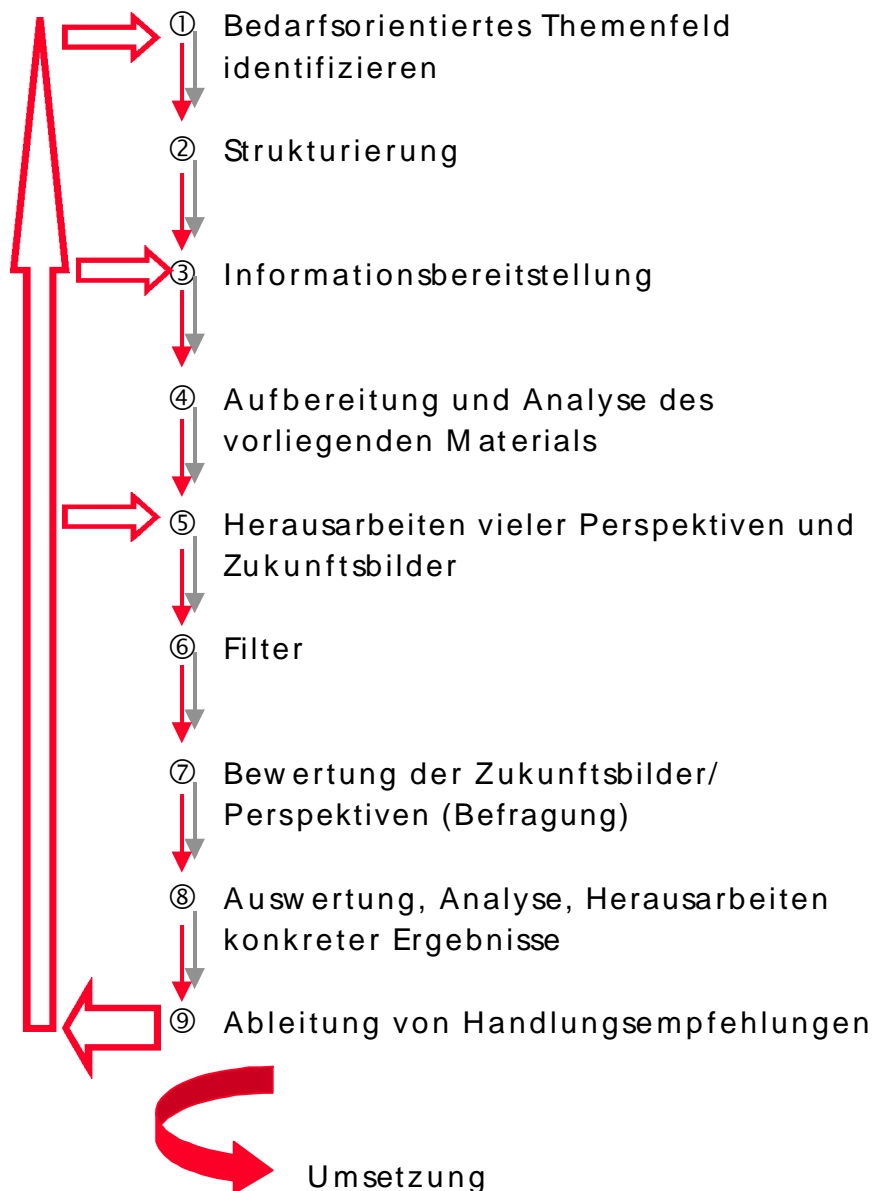 ① Bedarfsorientiertes Themenfeld
identifizieren
② Strukturierung
③ Informationsbereitstellung
④ Aufbereitung und Analyse des
vorliegenden Materials
⑤ Herausarbeiten vieler Perspektiven und
Zukunftsbilder
⑥ Filter
⑦ Bewertung der Zukunftsbilder/
Perspektiven (Befragung)
⑧ Auswertung, Analyse, Herausarbeiten
konkreter Ergebnisse
⑨ Ableitung von Handlungsempfehlungen
Umsetzung